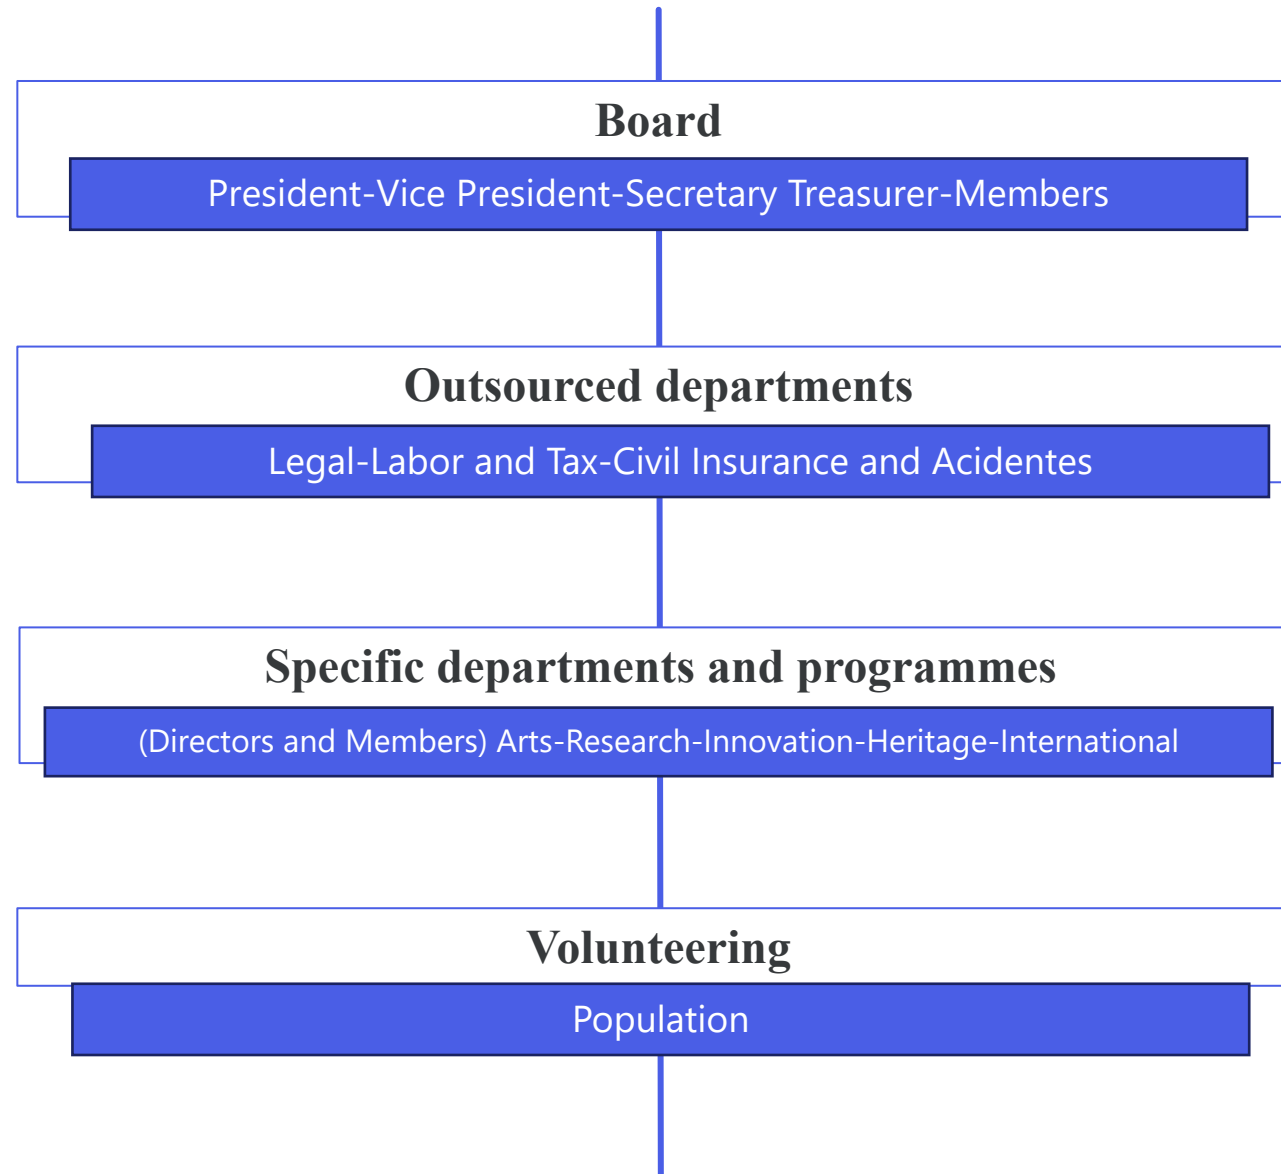 Board
President-Vice President-Secretary Treasurer-Members
Outsourced departments
Legal-Labor and Tax-Civil Insurance and Acidentes
Specific departments and programmes
(Directors and Members) Arts-Research-Innovation-Heritage-International
Volunteering
Population